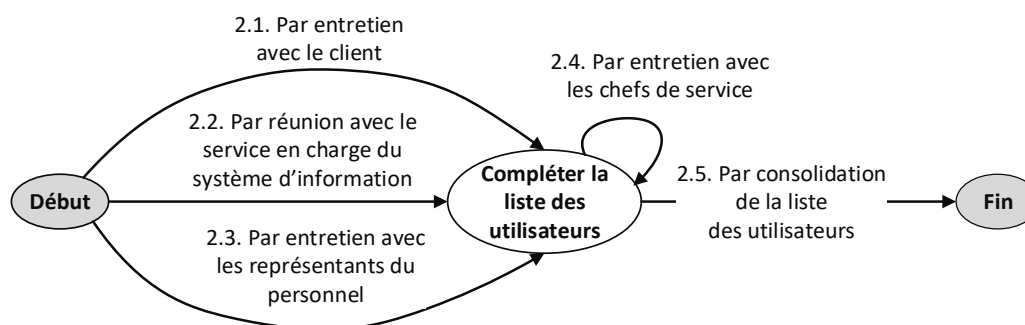 2.1. Par entretien
avec le client
2.4. Par entretien avec
les chefs de service
2.2. Par réunion avec le
service en charge du
système d’information
Début
Compléter la
liste des
utilisateurs
2.5. Par consolidation
de la liste
des utilisateurs
Fin
2.3. Par entretien avec
les représentants du
personnel